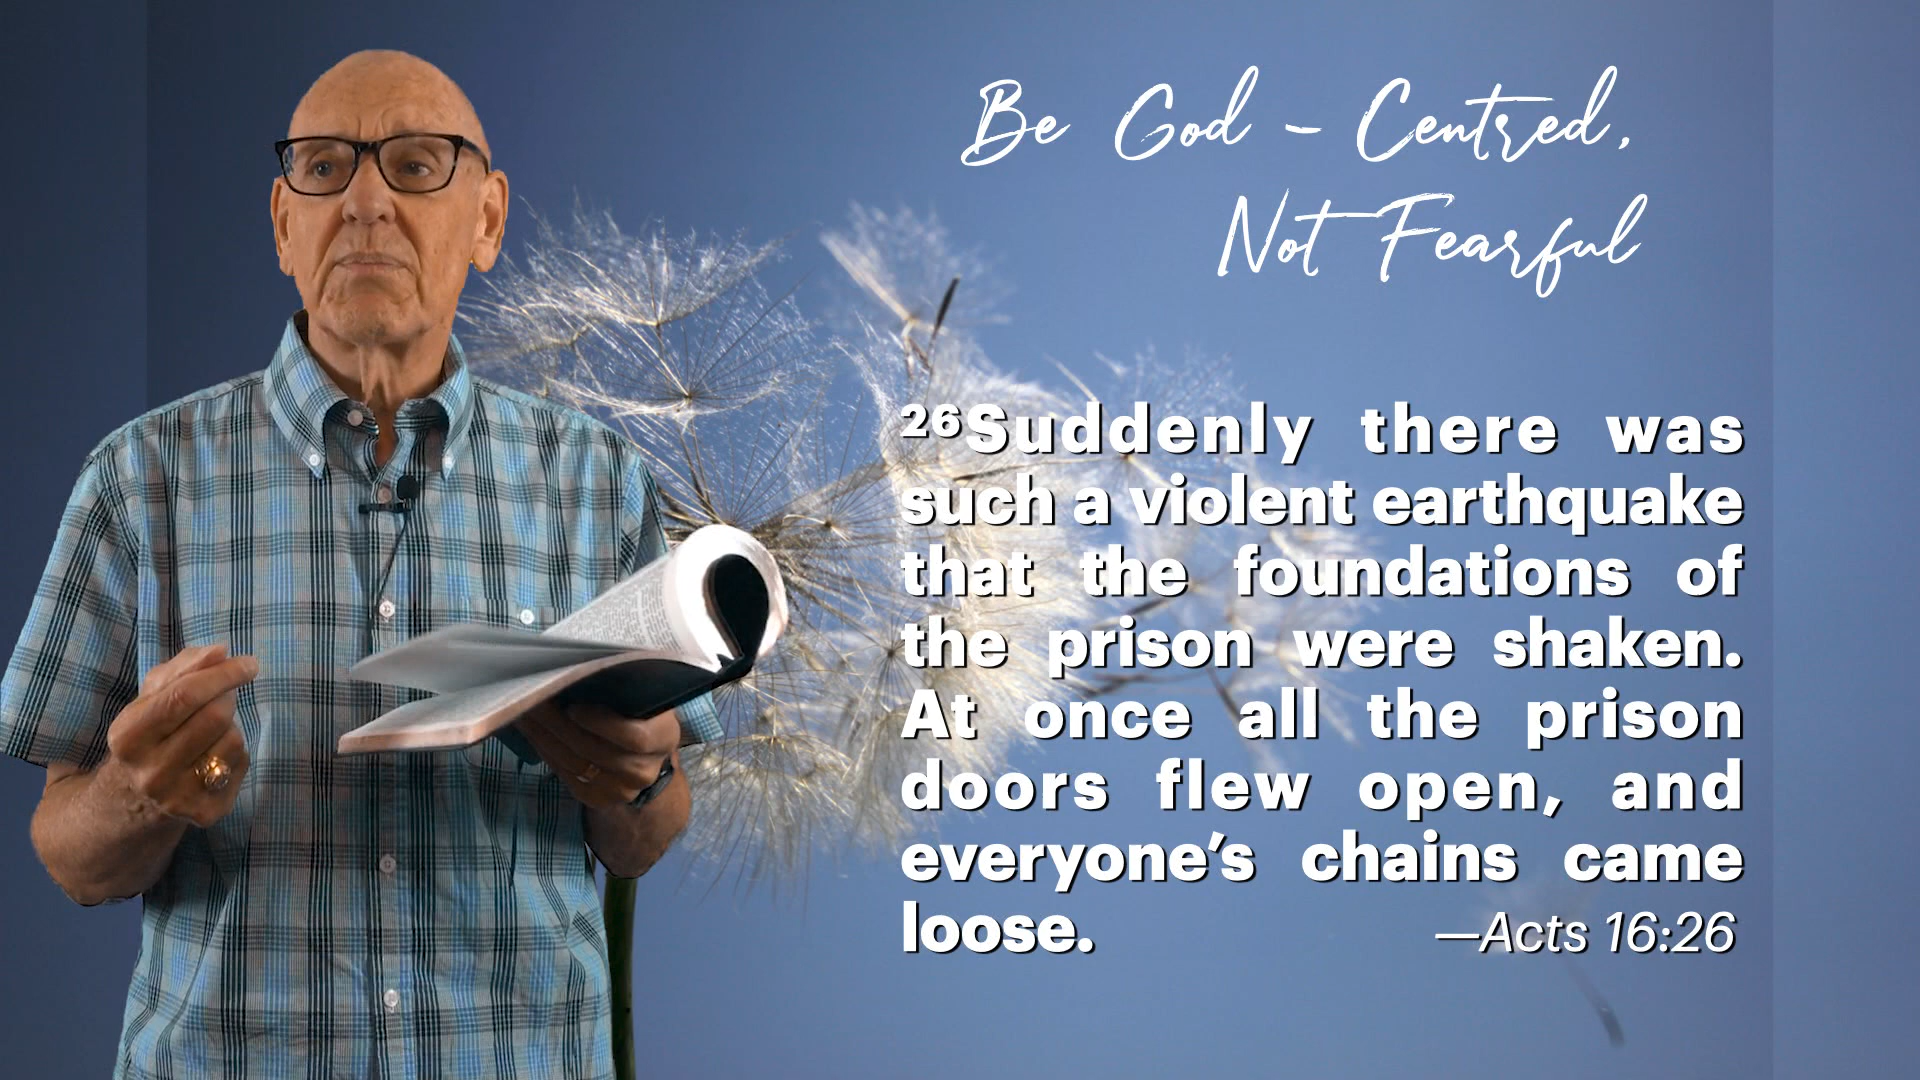 Be God - Centred,
Not Fearful
²⁶Suddenly there was
such a violent earthquake
that the foundations of
the prison were shaken.
At once all the prison
doors flew open, and
everyone’s chains came
loose. —Acts 16:26